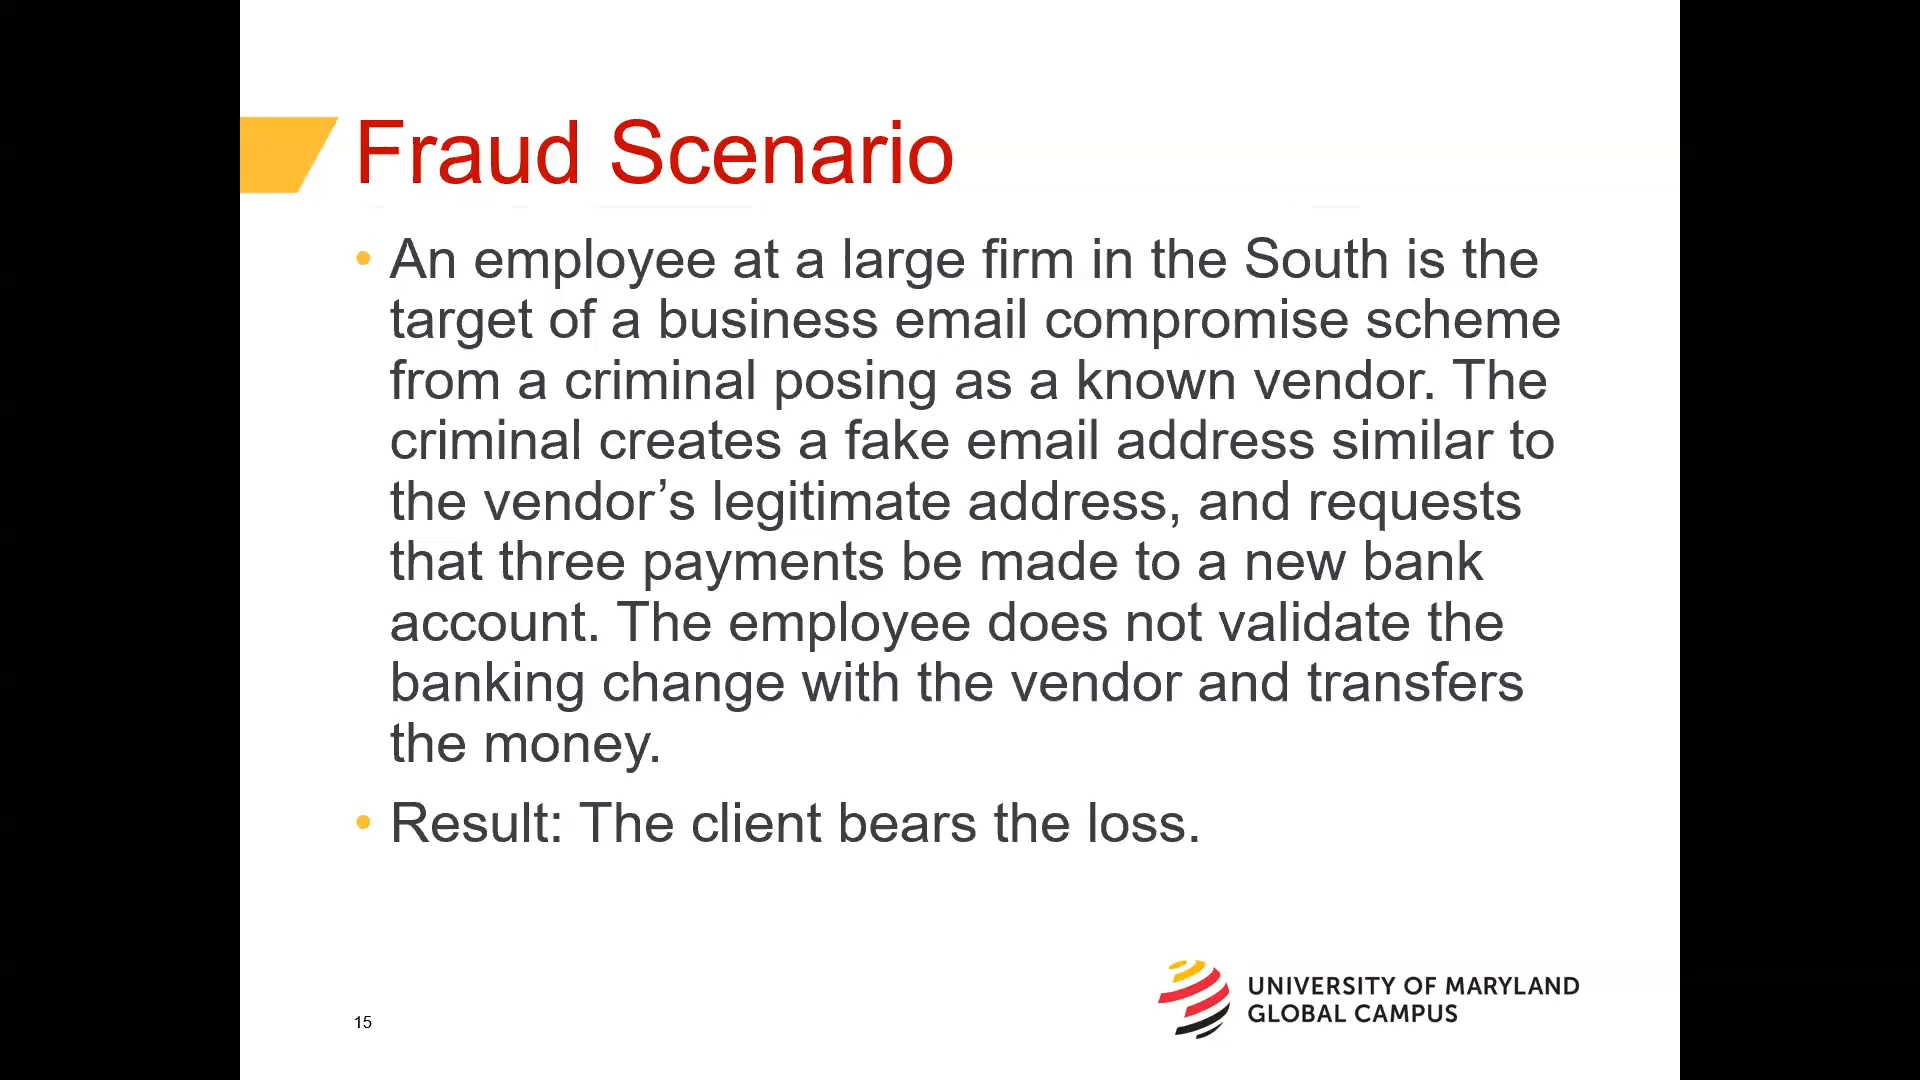 Fraud Scenario
• An employee at a large firm in the South is the
target of a business email compromise scheme
from a criminal posing as a known vendor. The
criminal creates a fake email address similar to
the vendor’s legitimate address, and requests
that three payments be made to a new bank
account. The employee does not validate the
banking change with the vendor and transfers
the money.
• Result: The client bears the loss.
UNIVERSITY OF MARYLAND
GLOBAL CAMPUS
15